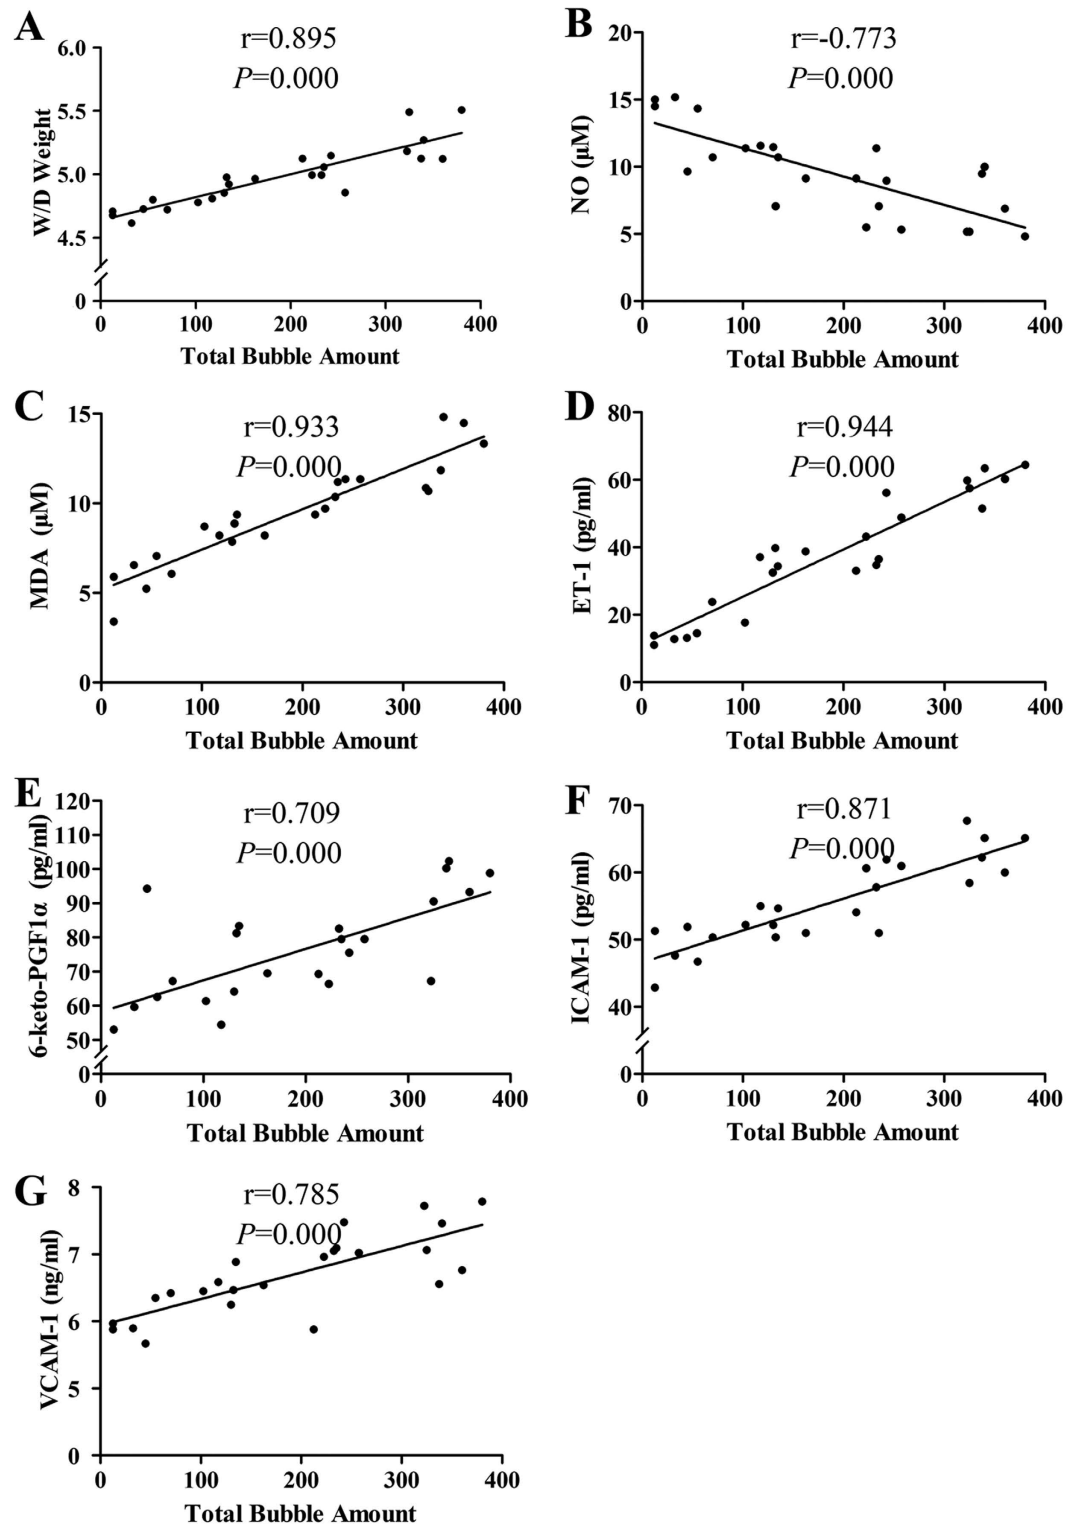 A
r=0.895
P=0.000
W/D Weight
6.0
5.5
5.0
4.5
0
0 100 200 300 400
Total Bubble Amount
B
r=-0.773
P=0.000
NO (µM)
20
15
10
5
0
0 100 200 300 400
Total Bubble Amount
C
r=0.933
P=0.000
MDA (µM)
15
10
5
0
0 100 200 300 400
Total Bubble Amount
D
r=0.944
P=0.000
ET-1 (pg/ml)
80
60
40
20
0
0 100 200 300 400
Total Bubble Amount
E
r=0.709
P=0.000
6-keto-PGF1α (pg/ml)
120
110
100
90
80
70
60
50
0
0 100 200 300 400
Total Bubble Amount
F
r=0.871
P=0.000
ICAM-1 (pg/ml)
70
60
50
40
0
0 100 200 300 400
Total Bubble Amount
G
r=0.785
P=0.000
VCAM-1 (ng/ml)
8
7
6
5
0
0 100 200 300 400
Total Bubble Amount